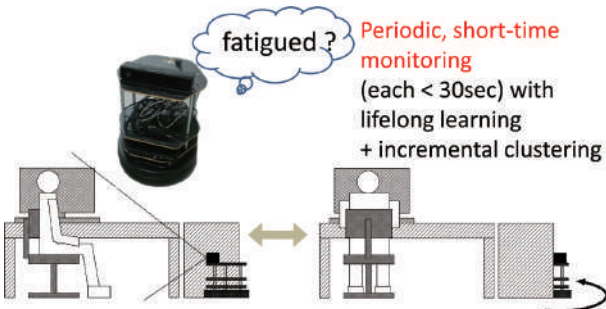 fatigued ?
Periodic, short-time
monitoring
(each < 30sec) with
lifelong learning
+ incremental clustering